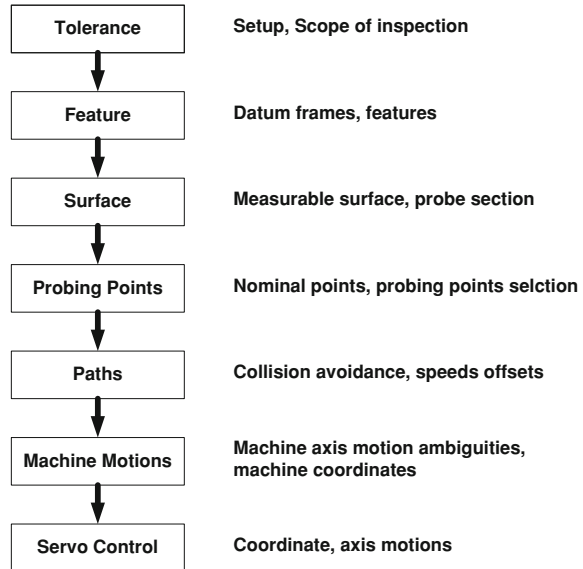 Tolerance
Setup, Scope of inspection
Feature
Datum frames, features
Surface
Measurable surface, probe section
Probing Points
Nominal points, probing points selction
Paths
Collision avoidance, speeds offsets
Machine Motions
Machine axis motion ambiguities,
machine coordinates
Servo Control
Coordinate, axis motions